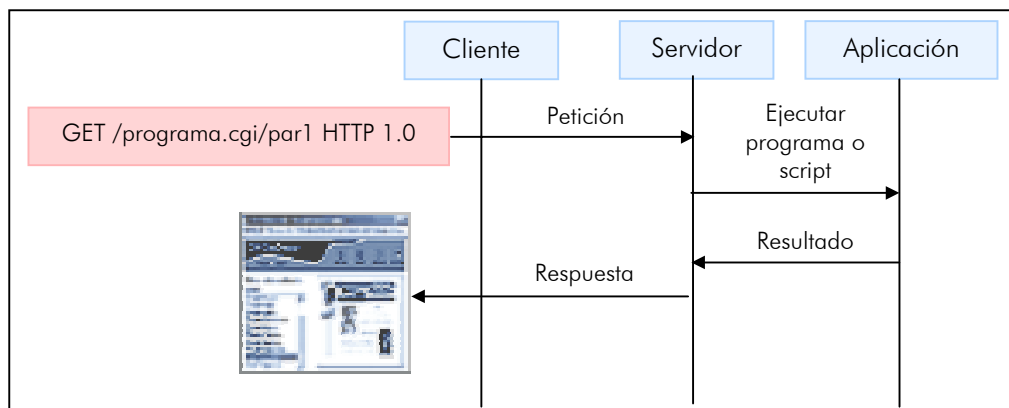 Cliente
Servidor
Aplicación
GET /programa.cgi/par1 HTTP 1.0
Petición
Ejecutar
programa o
script
Resultado
Respuesta